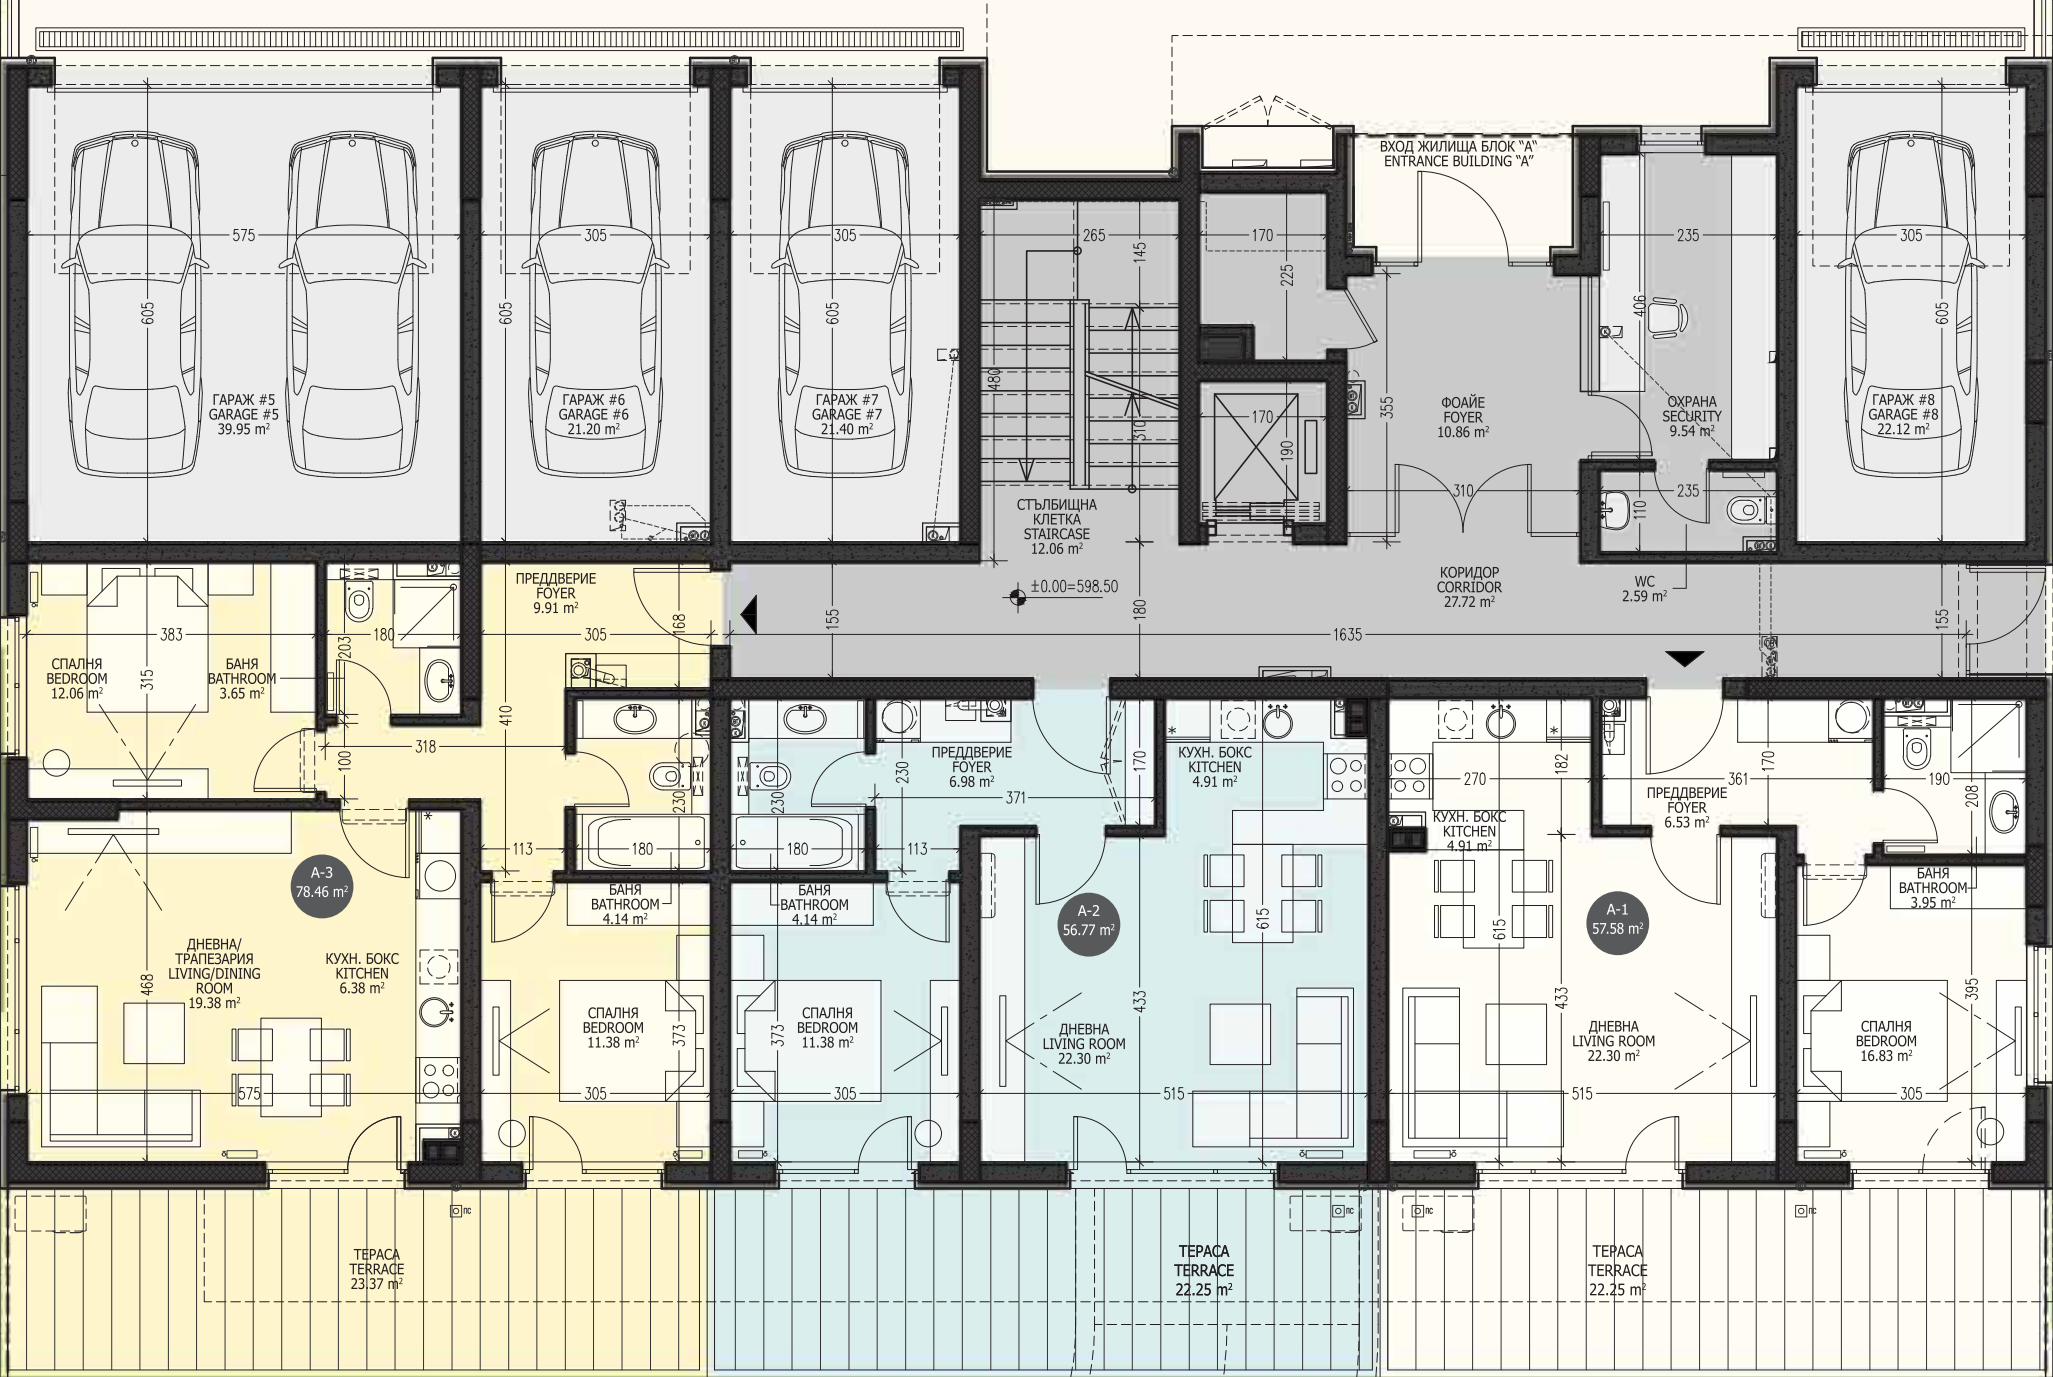 ВХОД ЖИЛИЩА БЛОК "А"
ENTRANCE BUILDING "A"
575
305
305
265
145
170
225
235
305
605
605
605
406
605
480
310
170
190
355
310
235
110
ГАРАЖ #5
GARAGE #5
39.95 m²
ГАРАЖ #6
GARAGE #6
21.20 m²
ГАРАЖ #7
GARAGE #7
21.40 m²
ФОАЙЕ
FOYER
10.86 m²
ОХРАНА
SECURITY
9.54 m²
ГАРАЖ #8
GARAGE #8
22.12 m²
СТЪЛБИЩНА
КЛЕТКА
STAIRCASE
12.06 m²
±0.00=598.50
КОРИДОР
CORRIDOR
27.72 m²
WC
2.59 m²
ПРЕДДВЕРИЕ
FOYER
9.91 m²
383
180
203
305
168
155
180
1635
155
СПАЛНЯ
BEDROOM
12.06 m²
315
БАНЯ
BATHROOM
3.65 m²
318
100
410
230
230
230
ПРЕДДВЕРИЕ
FOYER
6.98 m²
371
170
КУХН. БОКС
KITCHEN
4.91 m²
270
182
КУХН. БОКС
KITCHEN
4.91 m²
361
170
ПРЕДДВЕРИЕ
FOYER
6.53 m²
190
208
113
180
180
113
A-3
78.46 m²
БАНЯ
BATHROOM
4.14 m²
БАНЯ
BATHROOM
4.14 m²
A-2
56.77 m²
615
615
A-1
57.58 m²
БАНЯ
BATHROOM
3.95 m²
ДНЕВНА/
ТРАПЕЗАРИЯ
LIVING/DINING
ROOM
19.38 m²
468
КУХН. БОКС
KITCHEN
6.38 m²
СПАЛНЯ
BEDROOM
11.38 m²
373
373
СПАЛНЯ
BEDROOM
11.38 m²
ДНЕВНА
LIVING ROOM
22.30 m²
433
433
ДНЕВНА
LIVING ROOM
22.30 m²
СПАЛНЯ
BEDROOM
16.83 m²
395
575
305
305
515
515
305
пс
пс
пс
пс
ТЕРАСА
TERRACE
23.37 m²
ТЕРАСА
TERRACE
22.25 m²
ТЕРАСА
TERRACE
22.25 m²